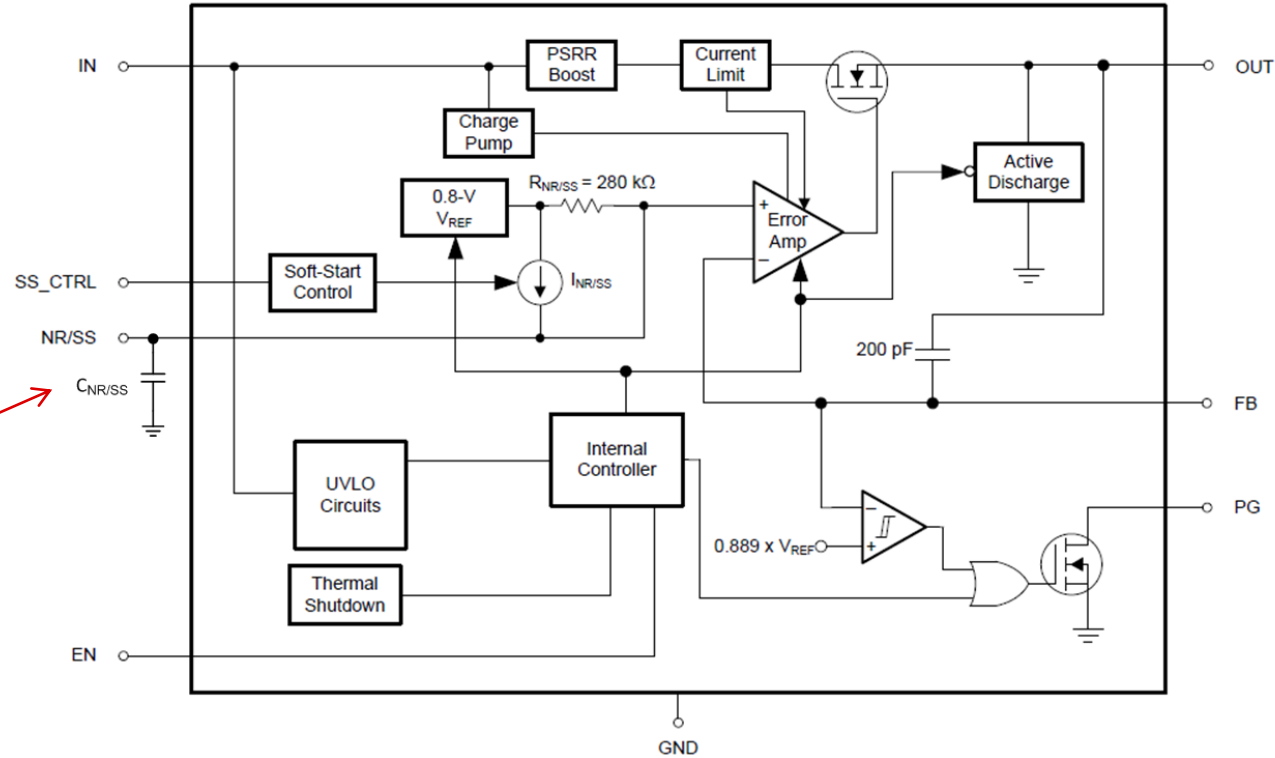 IN
PSRR
Boost
Current
Limit
OUT
Charge
Pump
Active
Discharge
0.8-V
VREF
RNR/SS = 280 kΩ
+
Error
Amp
−
SS_CTRL
Soft-Start
Control
INR/SS
NR/SS
CNR/SS
200 pF
FB
Internal
Controller
UVLO
Circuits
−
PG
0.889 x VREF
+
Thermal
Shutdown
EN
GND